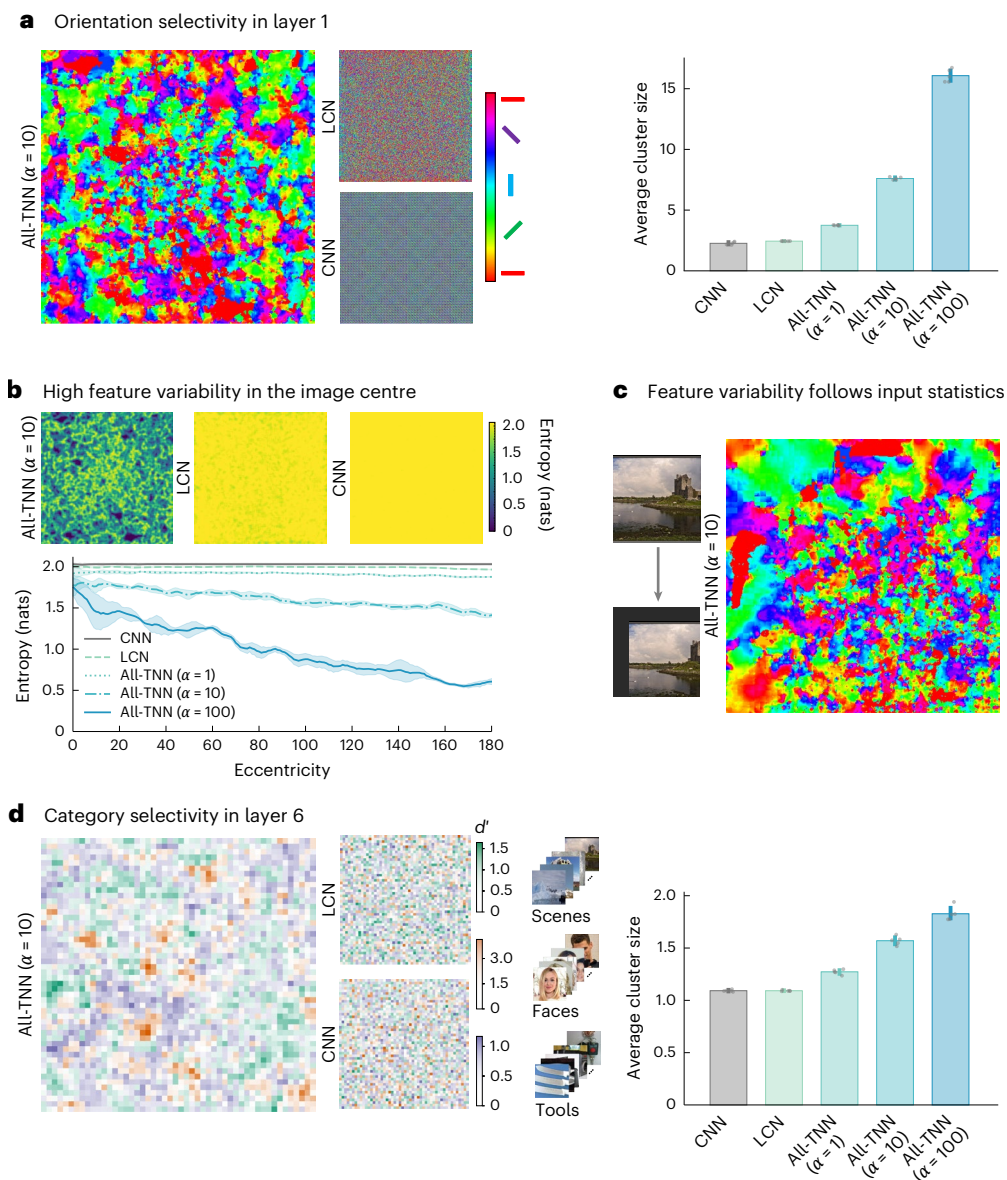 a Orientation selectivity in layer 1
All-TNN (α = 10)
LCN
CNN
Average cluster size
15
10
5
0
CNN
LCN
All-TNN
(α = 1)
All-TNN
(α = 10)
All-TNN
(α = 100)
b High feature variability in the image centre
All-TNN (α = 10)
LCN
CNN
2.0
1.5
1.0
0.5
0
Entropy (nats)
Entropy (nats)
2.0
1.5
1.0
0.5
0
CNN
LCN
All-TNN (α = 1)
All-TNN (α = 10)
All-TNN (α = 100)
0 20 40 60 80 100 120 140 160 180
Eccentricity
c Feature variability follows input statistics
All-TNN (α = 10)
d Category selectivity in layer 6
All-TNN (α = 10)
LCN
CNN
d′
1.5
1.0
0.5
0
3.0
1.5
0
1.0
0.5
0
Scenes
Faces
Tools
Average cluster size
2.0
1.5
1.0
0.5
0
CNN
LCN
All-TNN
(α = 1)
All-TNN
(α = 10)
All-TNN
(α = 100)